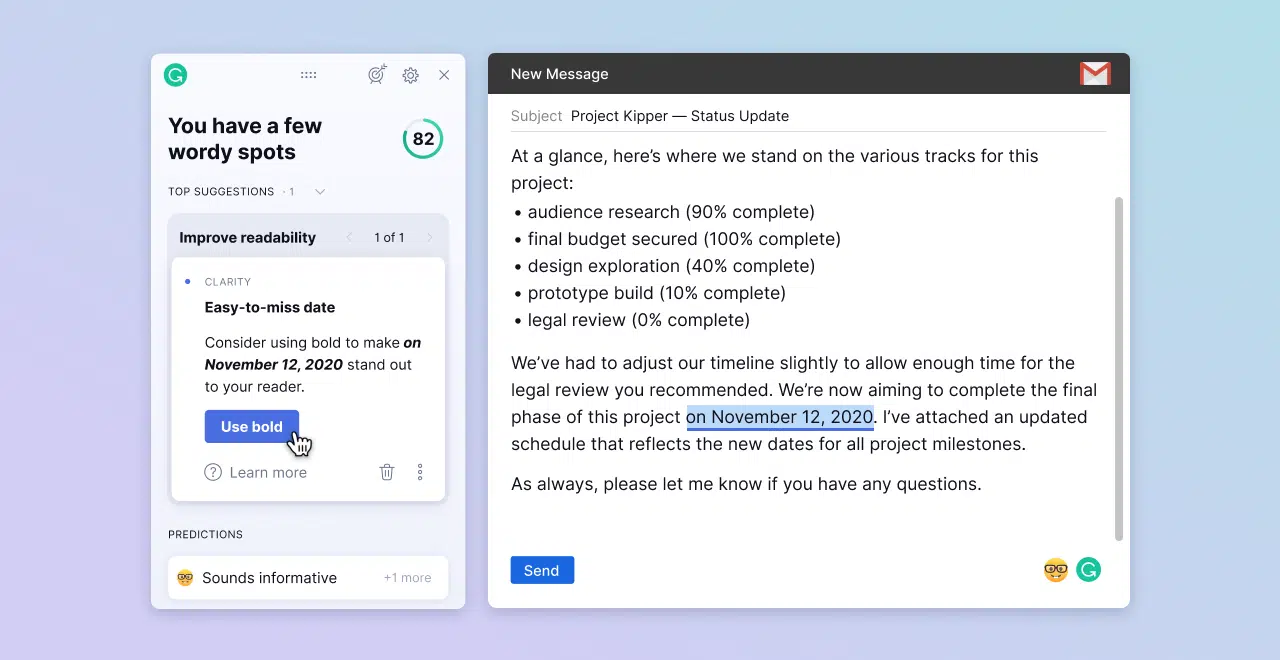 You have a few
wordy spots
82
TOP SUGGESTIONS · 1
Improve readability
1 of 1
CLARITY
Easy-to-miss date
Consider using bold to make on
November 12, 2020 stand out
to your reader.
Use bold
? Learn more
PREDICTIONS
Sounds informative
+1 more
New Message
Subject Project Kipper — Status Update
At a glance, here’s where we stand on the various tracks for this
project:
• audience research (90% complete)
• final budget secured (100% complete)
• design exploration (40% complete)
• prototype build (10% complete)
• legal review (0% complete)
We’ve had to adjust our timeline slightly to allow enough time for the
legal review you recommended. We’re now aiming to complete the final
phase of this project on November 12, 2020. I’ve attached an updated
schedule that reflects the new dates for all project milestones.
As always, please let me know if you have any questions.
Send